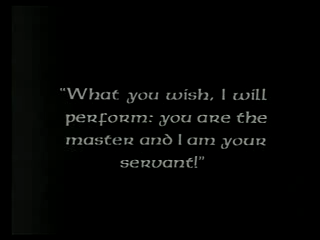 "What you wish, I will
perform: you are the
master and I am your
servant!"